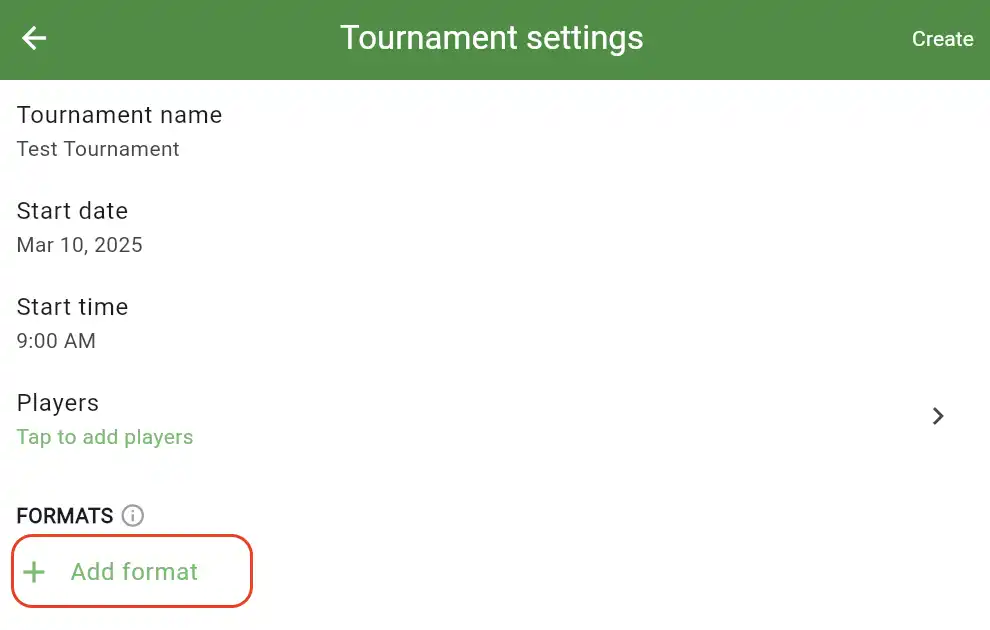 Tournament settings
Create
Tournament name
Test Tournament
Start date
Mar 10, 2025
Start time
9:00 AM
Players
Tap to add players
FORMATS
+ Add format